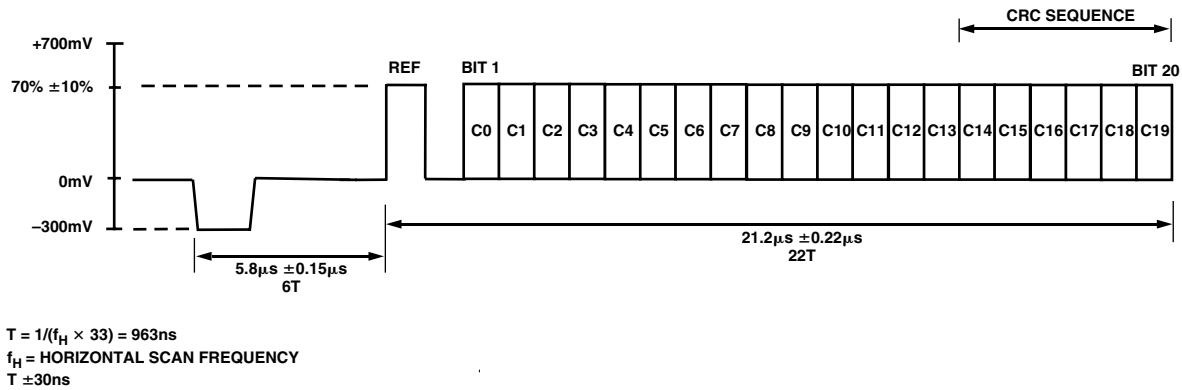 CRC SEQUENCE
+700mV
REF
BIT 1
BIT 20
70% ±10%
C0 C1 C2 C3 C4 C5 C6 C7 C8 C9 C10 C11 C12 C13 C14 C15 C16 C17 C18 C19
0mV
–300mV
21.2μs ±0.22μs
22T
5.8μs ±0.15μs
6T
T = 1/(fH × 33) = 963ns
fH = HORIZONTAL SCAN FREQUENCY
T ±30ns